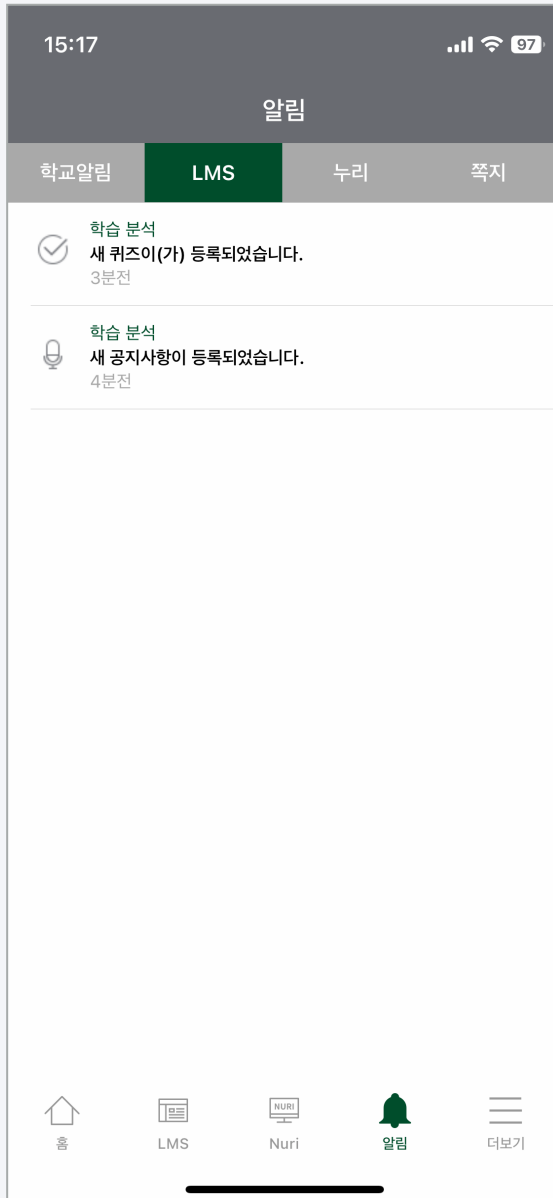 15:17
97
알림
학교알림
LMS
누리
쪽지
학습 분석
새 퀴즈이(가) 등록되었습니다.
3분전
학습 분석
새 공지사항이 등록되었습니다.
4분전
NURI
홈
LMS
Nuri
알림
더보기